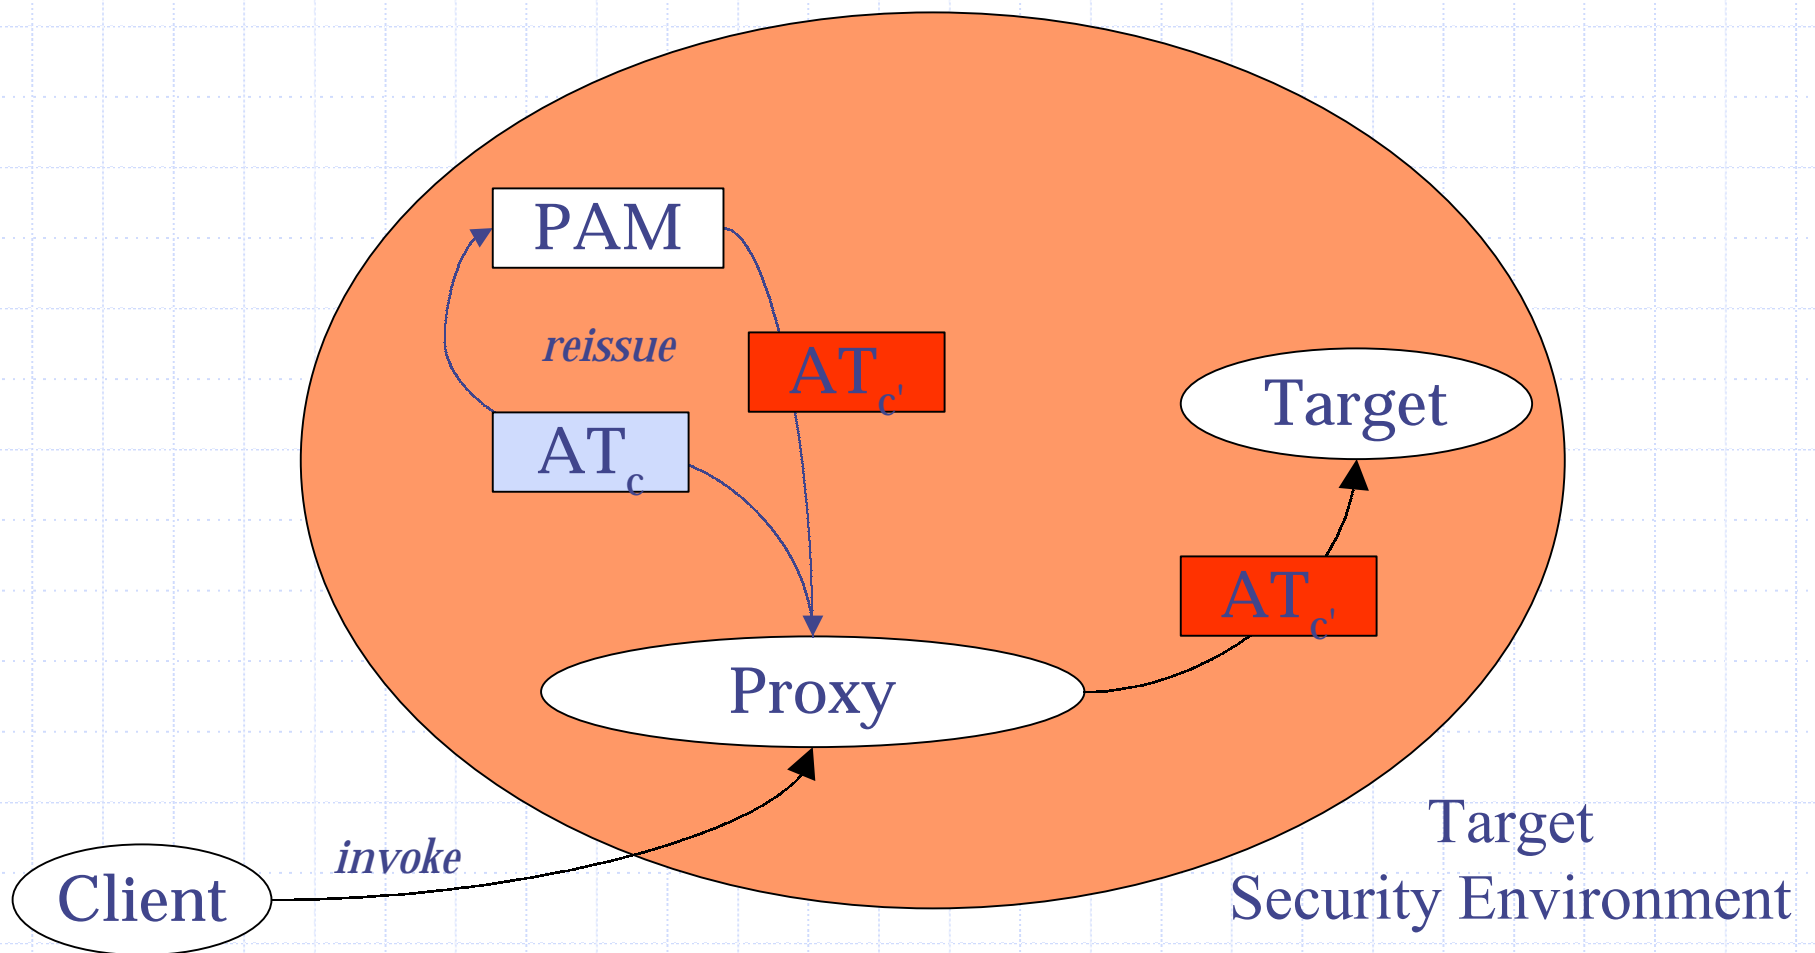 PAM
reissue
ATc'
Target
ATc
ATc'
Proxy
Target
Security Environment
invoke
Client